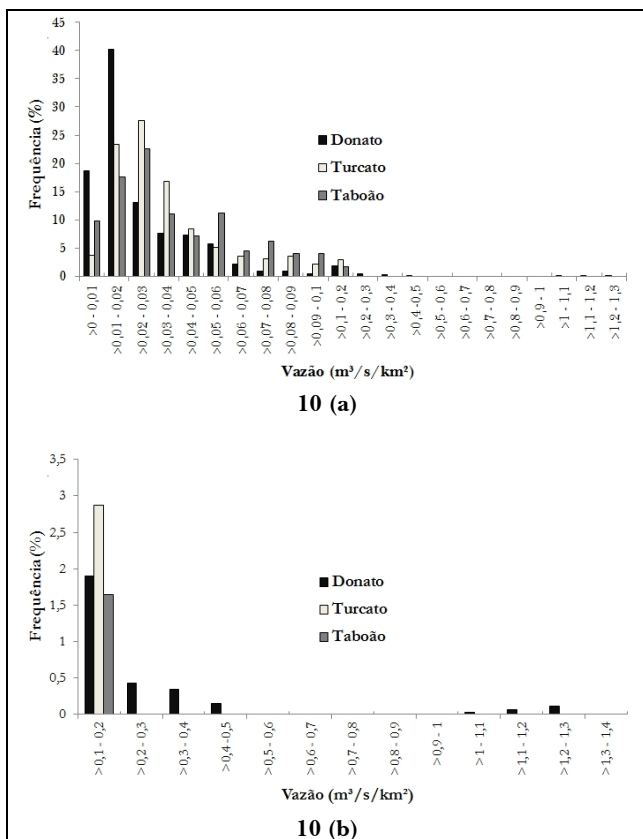 45
40
35
30
25
20
15
10
5
0
Frequência (%)
Donato
Turcato
Taboão
>0 - 0,01
>0,01 - 0,02
>0,02 - 0,03
>0,03 - 0,04
>0,04 - 0,05
>0,05 - 0,06
>0,06 - 0,07
>0,07 - 0,08
>0,08 - 0,09
>0,09 - 0,1
>0,1 - 0,2
>0,2 - 0,3
>0,3 - 0,4
>0,4 -0,5
>0,5 - 0,6
>0,6 - 0,7
>0,7 - 0,8
>0,8 - 0,9
>0,9 - 1
>1 - 1,1
>1,1 - 1,2
>1,2 - 1,3
Vazão (m³/s/km²)
10 (a)
3,5
3
2,5
2
1,5
1
0,5
0
Frequência (%)
Donato
Turcato
Taboão
>0,1 - 0,2
>0,2 - 0,3
>0,3 - 0,4
>0,4 -0,5
>0,5 - 0,6
>0,6 - 0,7
>0,7 - 0,8
>0,8 - 0,9
>0,9 - 1
>1 - 1,1
>1,1 - 1,2
>1,2 - 1,3
>1,3 - 1,4
Vazão (m³/s/km²)
10 (b)